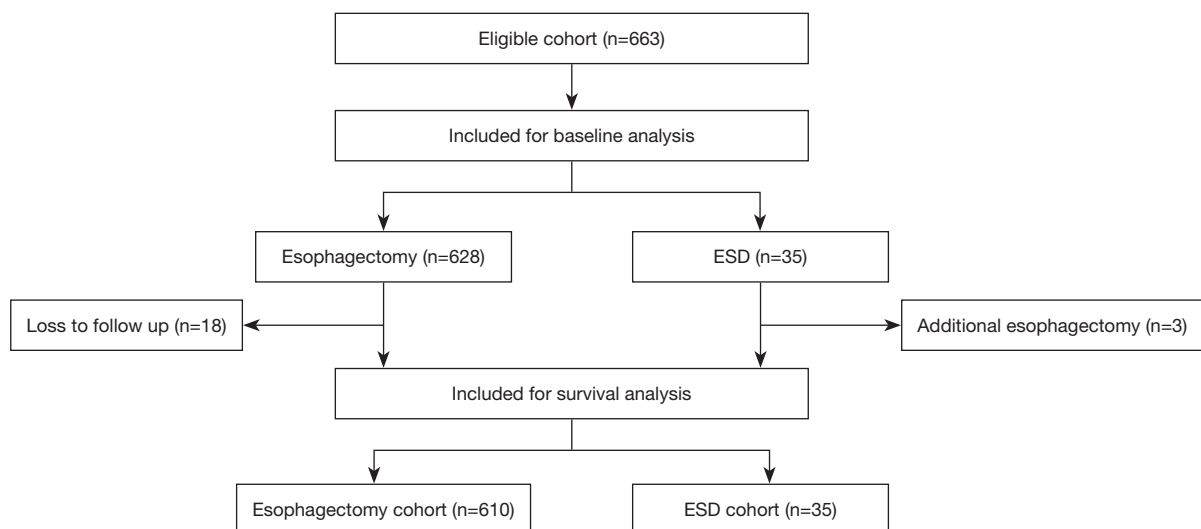 Eligible cohort (n=663)
Included for baseline analysis
Esophagectomy (n=628)
ESD (n=35)
Loss to follow up (n=18)
Additional esophagectomy (n=3)
Included for survival analysis
Esophagectomy cohort (n=610)
ESD cohort (n=35)